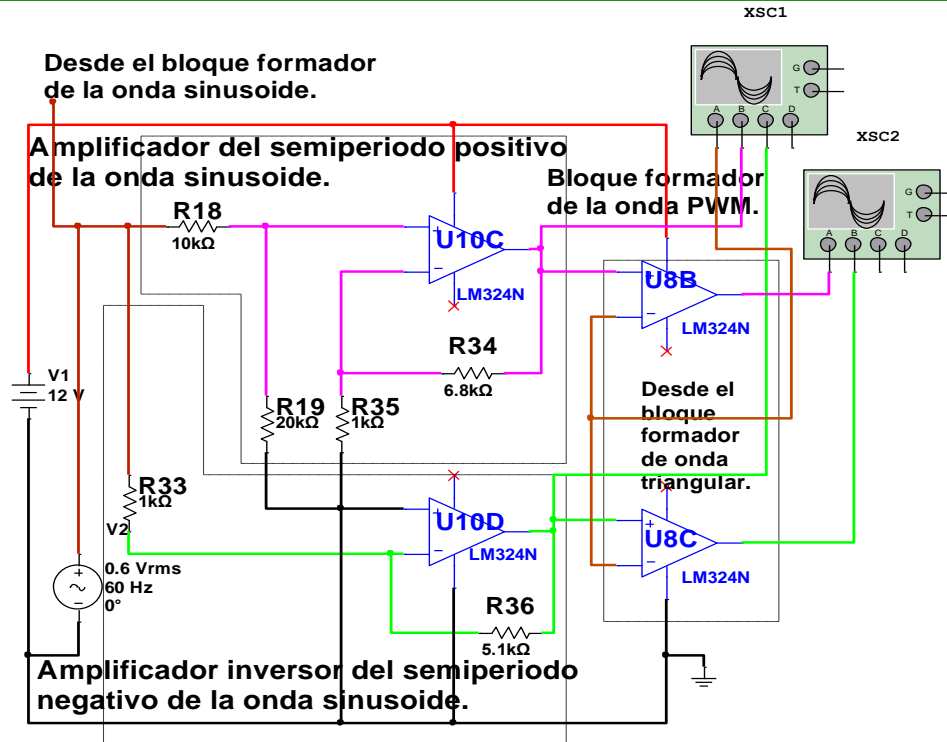 XSC1
Desde el bloque formador
de la onda sinusoide.
G
T
A B C D
XSC2
Amplificador del semiperiodo positivo
de la onda sinusoide.
Bloque formador
de la onda PWM.
G
T
A B C D
R18
10kΩ
+
U10C
−
LM324N
+
U8B
−
LM324N
R34
6.8kΩ
V1
12 V
R19
20kΩ
R35
1kΩ
Desde el
bloque
formador
de onda
triangular.
R33
1kΩ
V2
+
U10D
−
LM324N
+
U8C
−
LM324N
+
−
0.6 Vrms
60 Hz
0°
R36
5.1kΩ
Amplificador inversor del semiperiodo
negativo de la onda sinusoide.